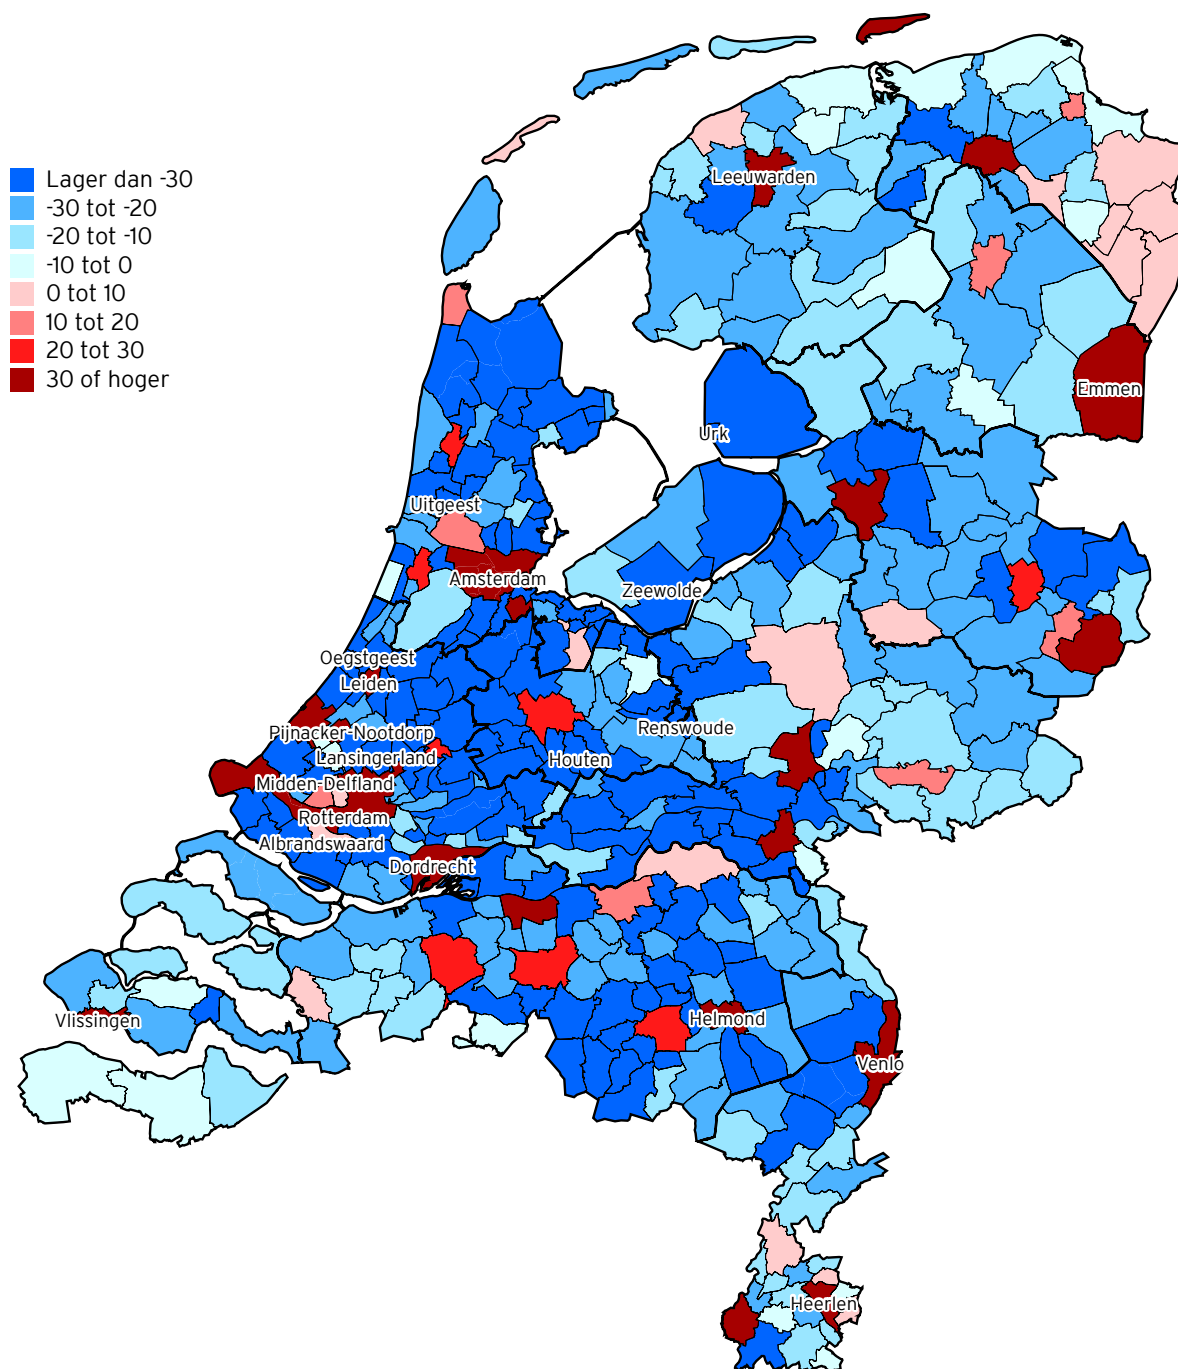 Lager dan -30
-30 tot -20
-20 tot -10
-10 tot 0
0 tot 10
10 tot 20
20 tot 30
30 of hoger
Leeuwarden
Emmen
Urk
Uitgeest
Amsterdam
Zeewolde
Oegstgeest
Leiden
Renswoude
Pijnacker-Nootdorp
Lansingerland
Houten
Midden-Delfland
Rotterdam
Albrandswaard
Dordrecht
Vlissingen
Helmond
Venlo
Heerlen